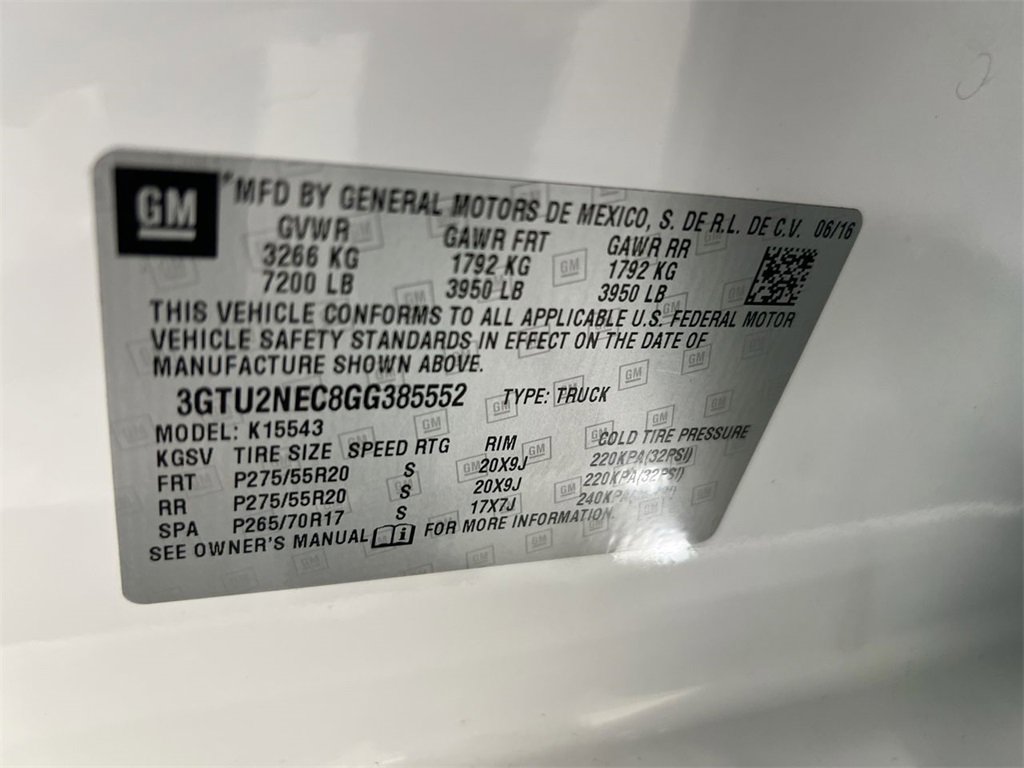 GM
*MFD BY GENERAL MOTORS DE MEXICO, S. DE R.L. DE C.V. 06/16
GVWR GAWR FRT GAWR RR
3266 KG 1792 KG 1792 KG
7200 LB 3950 LB 3950 LB
THIS VEHICLE CONFORMS TO ALL APPLICABLE U.S. FEDERAL MOTOR
VEHICLE SAFETY STANDARDS IN EFFECT ON THE DATE OF
MANUFACTURE SHOWN ABOVE.
3GTU2NEC8GG385552 TYPE: TRUCK
MODEL: K15543
KGSV TIRE SIZE SPEED RTG RIM COLD TIRE PRESSURE
FRT P275/55R20 S 20X9J 220KPA(32PSI)
RR P275/55R20 S 20X9J 220KPA(32PSI)
SPA P265/70R17 S 17X7J
SEE OWNER'S MANUAL FOR MORE INFORMATION.